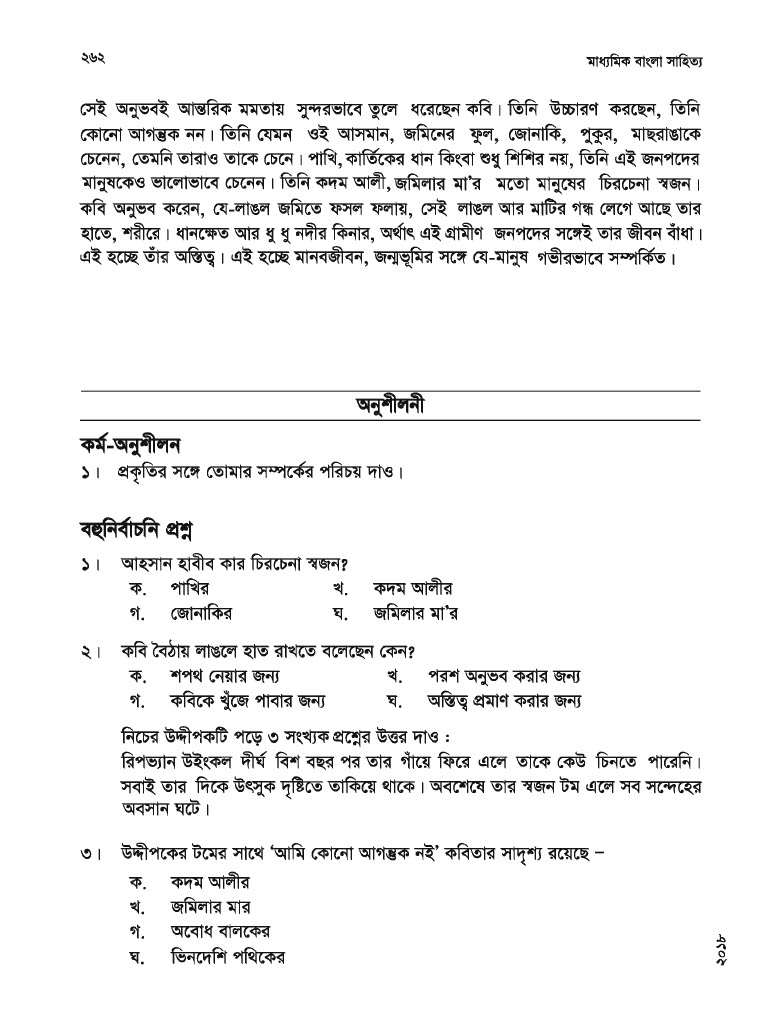 ২৬২ মাধ্যমিক বাংলা সাহিত্য
সেই অনুভবই আন্তরিক মমতায় সুন্দরভাবে তুলে ধরেছেন কবি। তিনি উচ্চারণ করছেন, তিনি
কোনো আগন্তুক নন। তিনি যেমন ওই আসমান, জমিনের ফুল, জোনাকি, পুকুর, মাছরাঙাকে
চেনেন, তেমনি তারাও তাকে চেনে। পাখি, কার্তিকের ধান কিংবা শুধু শিশির নয়, তিনি এই জনপদের
মানুষকেও ভালোভাবে চেনেন। তিনি কদম আলী, জমিলার মা'র মতো মানুষের চিরচেনা স্বজন।
কবি অনুভব করেন, যে-লাঙল জমিতে ফসল ফলায়, সেই লাঙল আর মাটির গন্ধ লেগে আছে তার
হাতে, শরীরে। ধানক্ষেত আর ধু ধু নদীর কিনার, অর্থাৎ এই গ্রামীণ জনপদের সঙ্গেই তার জীবন বাঁধা।
এই হচ্ছে তাঁর অস্তিত্ব। এই হচ্ছে মানবজীবন, জন্মভূমির সঙ্গে যে-মানুষ গভীরভাবে সম্পর্কিত।
অনুশীলনী
কর্ম-অনুশীলন
১। প্রকৃতির সঙ্গে তোমার সম্পর্কের পরিচয় দাও।
বহুনির্বাচনি প্রশ্ন
১। আহসান হাবীব কার চিরচেনা স্বজন?
ক. পাখির খ. কদম আলীর
গ. জোনাকির ঘ. জমিলার মা'র
২। কবি বৈঠায় লাঙলে হাত রাখতে বলেছেন কেন?
ক. শপথ নেয়ার জন্য খ. পরশ অনুভব করার জন্য
গ. কবিকে খুঁজে পাবার জন্য ঘ. অস্তিত্ব প্রমাণ করার জন্য
নিচের উদ্দীপকটি পড়ে ৩ সংখ্যক প্রশ্নের উত্তর দাও :
রিপভ্যান উইংকল দীর্ঘ বিশ বছর পর তার গাঁয়ে ফিরে এলে তাকে কেউ চিনতে পারেনি।
সবাই তার দিকে উৎসুক দৃষ্টিতে তাকিয়ে থাকে। অবশেষে তার স্বজন টম এলে সব সন্দেহের
অবসান ঘটে।
৩। উদ্দীপকের টমের সাথে ‘আমি কোনো আগন্তুক নই’ কবিতার সাদৃশ্য রয়েছে –
ক. কদম আলীর
খ. জমিলার মার
গ. অবোধ বালকের
ঘ. ভিনদেশি পথিকের
২০১৮